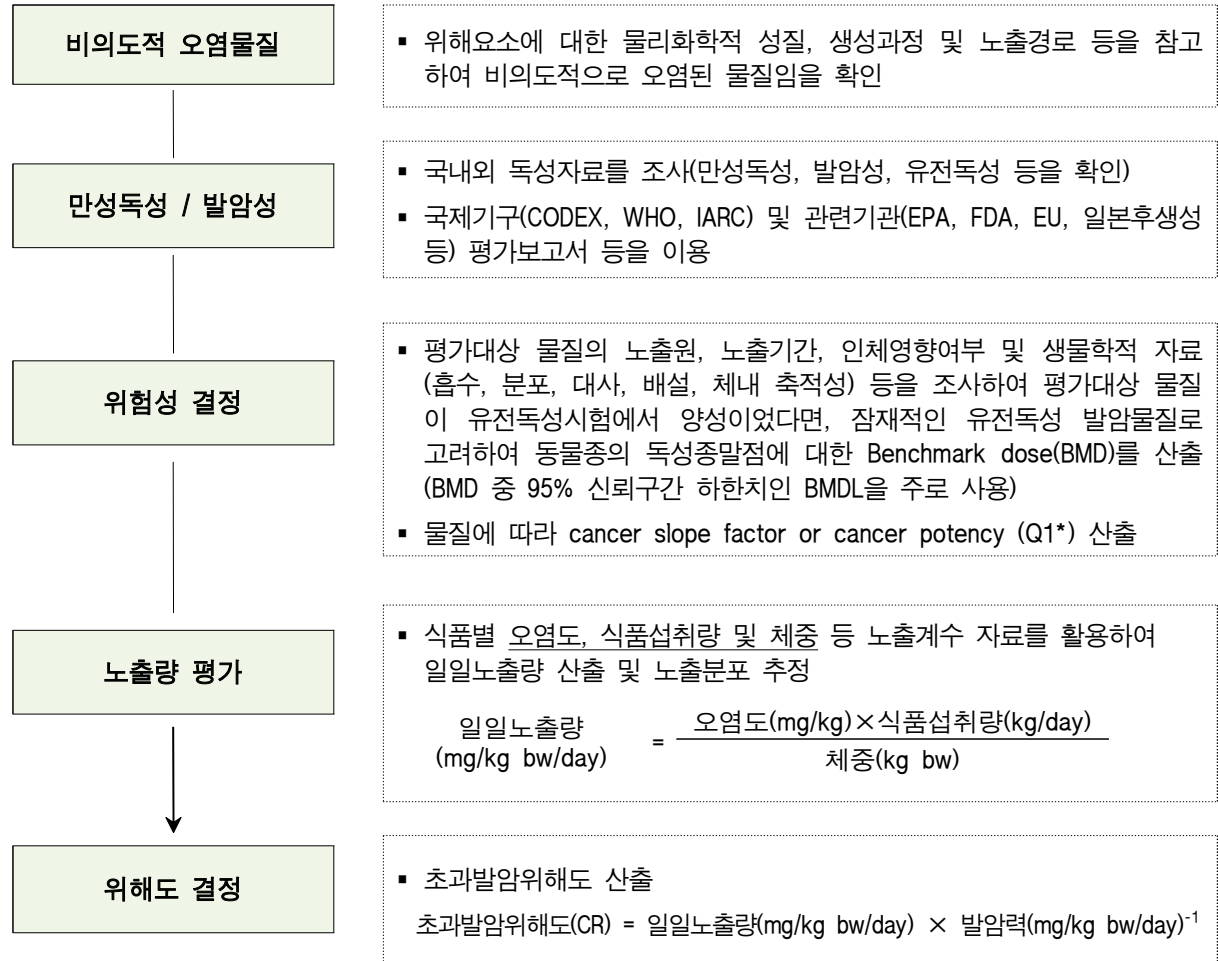 비의도적 오염물질
▪ 위해요소에 대한 물리화학적 성질, 생성과정 및 노출경로 등을 참고
하여 비의도적으로 오염된 물질임을 확인
만성독성 / 발암성
▪ 국내외 독성자료를 조사(만성독성, 발암성, 유전독성 등을 확인)
▪ 국제기구(CODEX, WHO, IARC) 및 관련기관(EPA, FDA, EU, 일본후생성
등) 평가보고서 등을 이용
위험성 결정
▪ 평가대상 물질의 노출원, 노출기간, 인체영향여부 및 생물학적 자료
(흡수, 분포, 대사, 배설, 체내 축적성) 등을 조사하여 평가대상 물질
이 유전독성시험에서 양성이었다면, 잠재적인 유전독성 발암물질로
고려하여 동물종의 독성종말점에 대한 Benchmark dose(BMD)를 산출
(BMD 중 95% 신뢰구간 하한치인 BMDL을 주로 사용)
▪ 물질에 따라 cancer slope factor or cancer potency (Q1*) 산출
노출량 평가
▪ 식품별 오염도, 식품섭취량 및 체중 등 노출계수 자료를 활용하여
일일노출량 산출 및 노출분포 추정
일일노출량
(mg/kg bw/day)
=
오염도(mg/kg)×식품섭취량(kg/day)
체중(kg bw)
위해도 결정
▪ 초과발암위해도 산출
초과발암위해도(CR) = 일일노출량(mg/kg bw/day) × 발암력(mg/kg bw/day)⁻¹